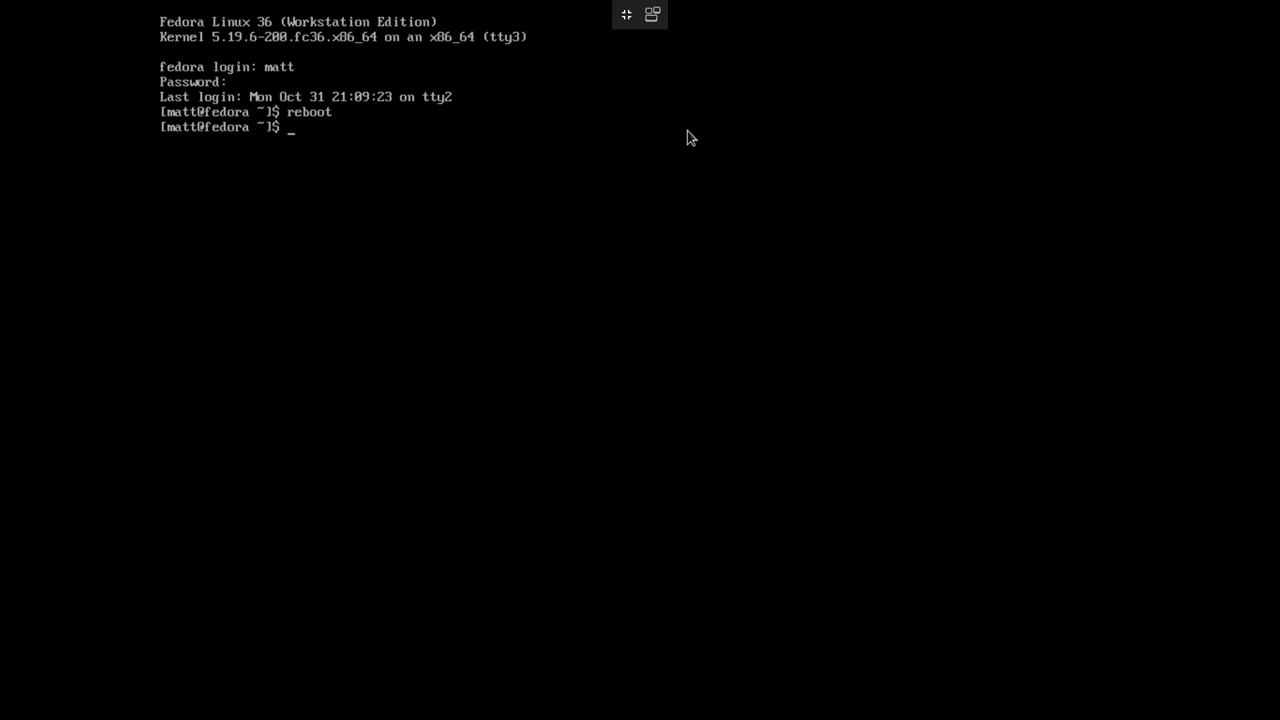 Fedora Linux 36 (Workstation Edition)
Kernel 5.19.6-200.fc36.x86_64 on an x86_64 (tty3)
fedora login: matt
Password:
Last login: Mon Oct 31 21:09:23 on tty2
[matt@fedora ~]$ reboot
[matt@fedora ~]$ _